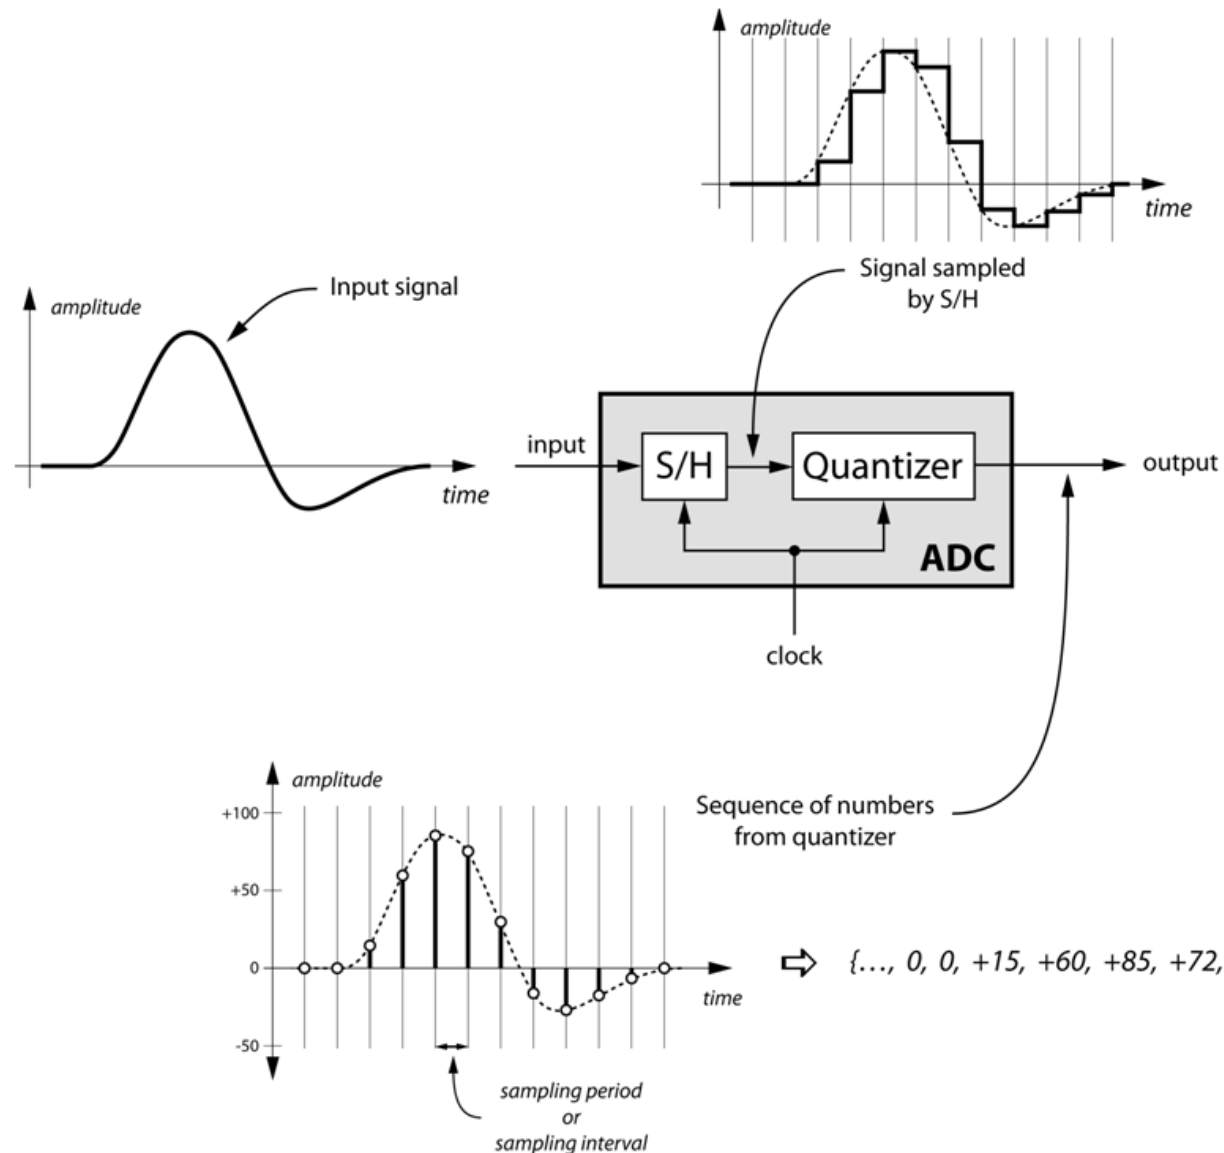 amplitude
time
Signal sampled
by S/H
Input signal
amplitude
time
input
S/H
Quantizer
output
ADC
clock
Sequence of numbers
from quantizer
amplitude
+100
+50
0
-50
time
{..., 0, 0, +15, +60, +85, +72,
sampling period
or
sampling interval